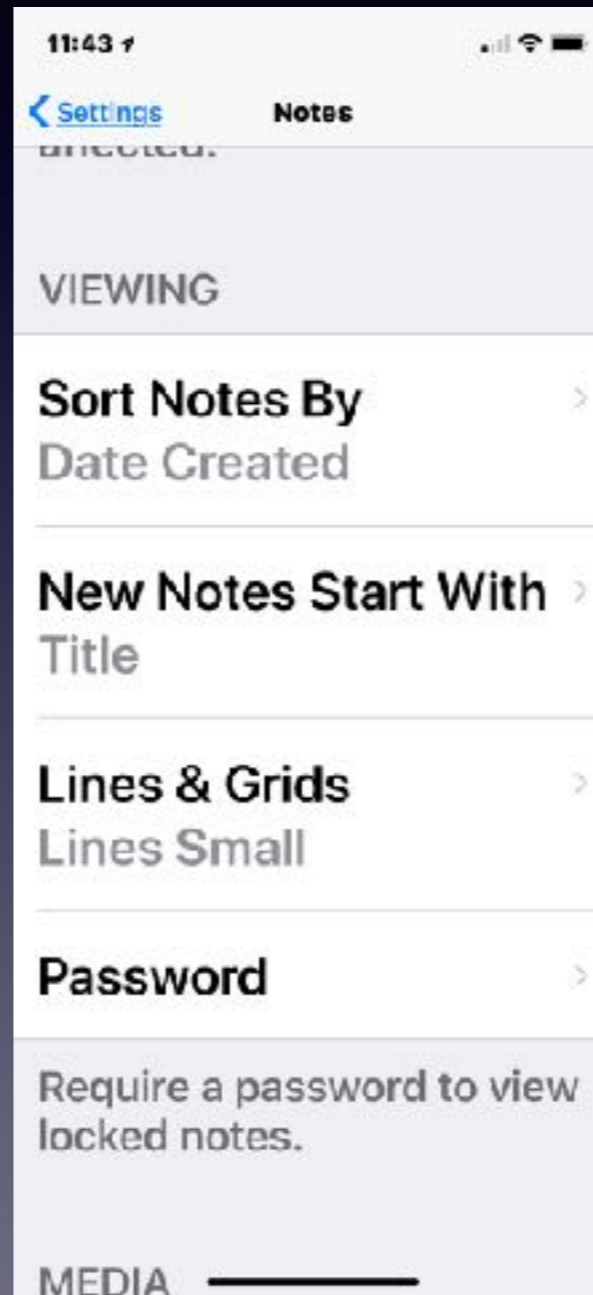 11:43
Settings Notes
affected.
VIEWING
Sort Notes By
Date Created
New Notes Start With
Title
Lines & Grids
Lines Small
Password
Require a password to view
locked notes.
MEDIA